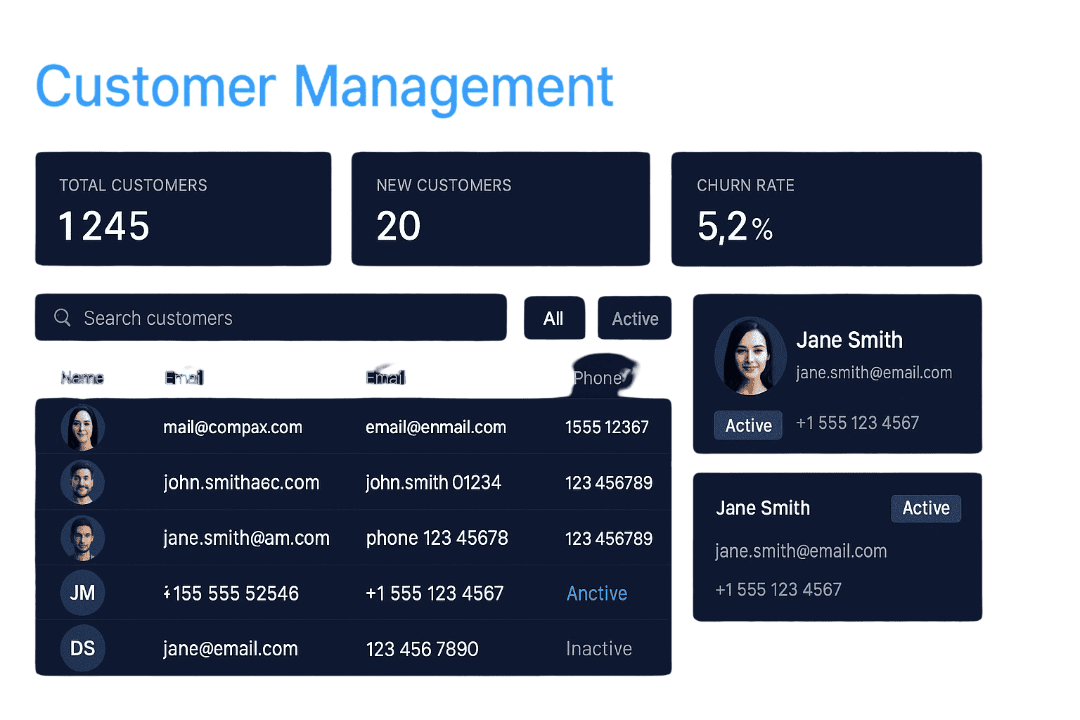 Customer Management
TOTAL CUSTOMERS
1245
NEW CUSTOMERS
20
CHURN RATE
5,2%
Search customers
All
Active
Name
Email
Email
Phone
mail@compax.com
email@enmail.com
1555 12367
john.smithaɞc.com
john.smith 01234
123 456789
jane.smith@am.com
phone 123 45678
123 456789
JM
+155 555 52546
+1 555 123 4567
Anctive
DS
jane@email.com
123 456 7890
Inactive
Jane Smith
jane.smith@email.com
Active
+1 555 123 4567
Jane Smith
Active
jane.smith@email.com
+1 555 123 4567